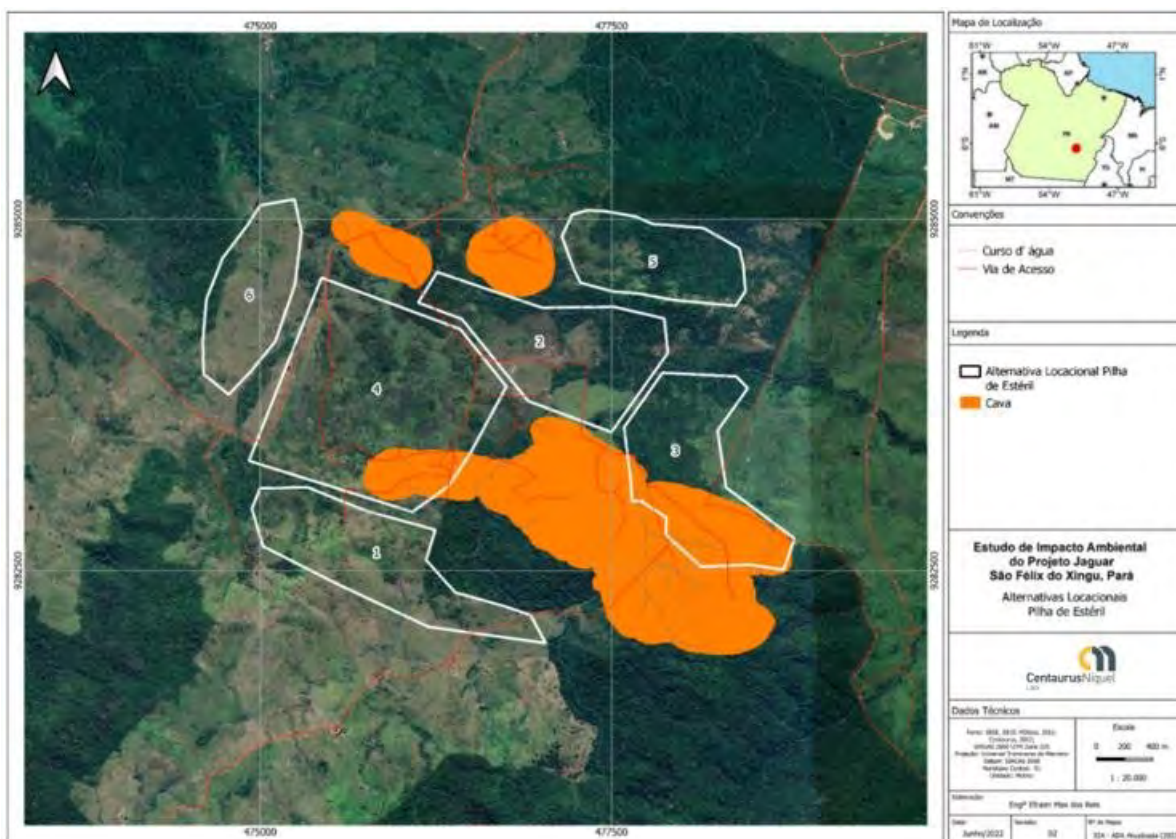 475000
477500
9285000
9285000
9282500
9282500
475000
477500
6
5
2
4
3
1
Mapa de Localização
54°W
47°W
54°W
47°W
Convenções
Curso d' água
Via de Acesso
Legenda
Alternativa Locacional Pilha
de Estéril
Cava
Estudo de Impacto Ambiental
do Projeto Jaguar
São Félix do Xingu, Pará
Alternativas Locacionais
Pilha de Estéril
CentaurusNíquel
Dados Técnicos
Escala
0 200 400 m
1 : 20.000
Engº Efraim
dos Reis
Junho/2022
02